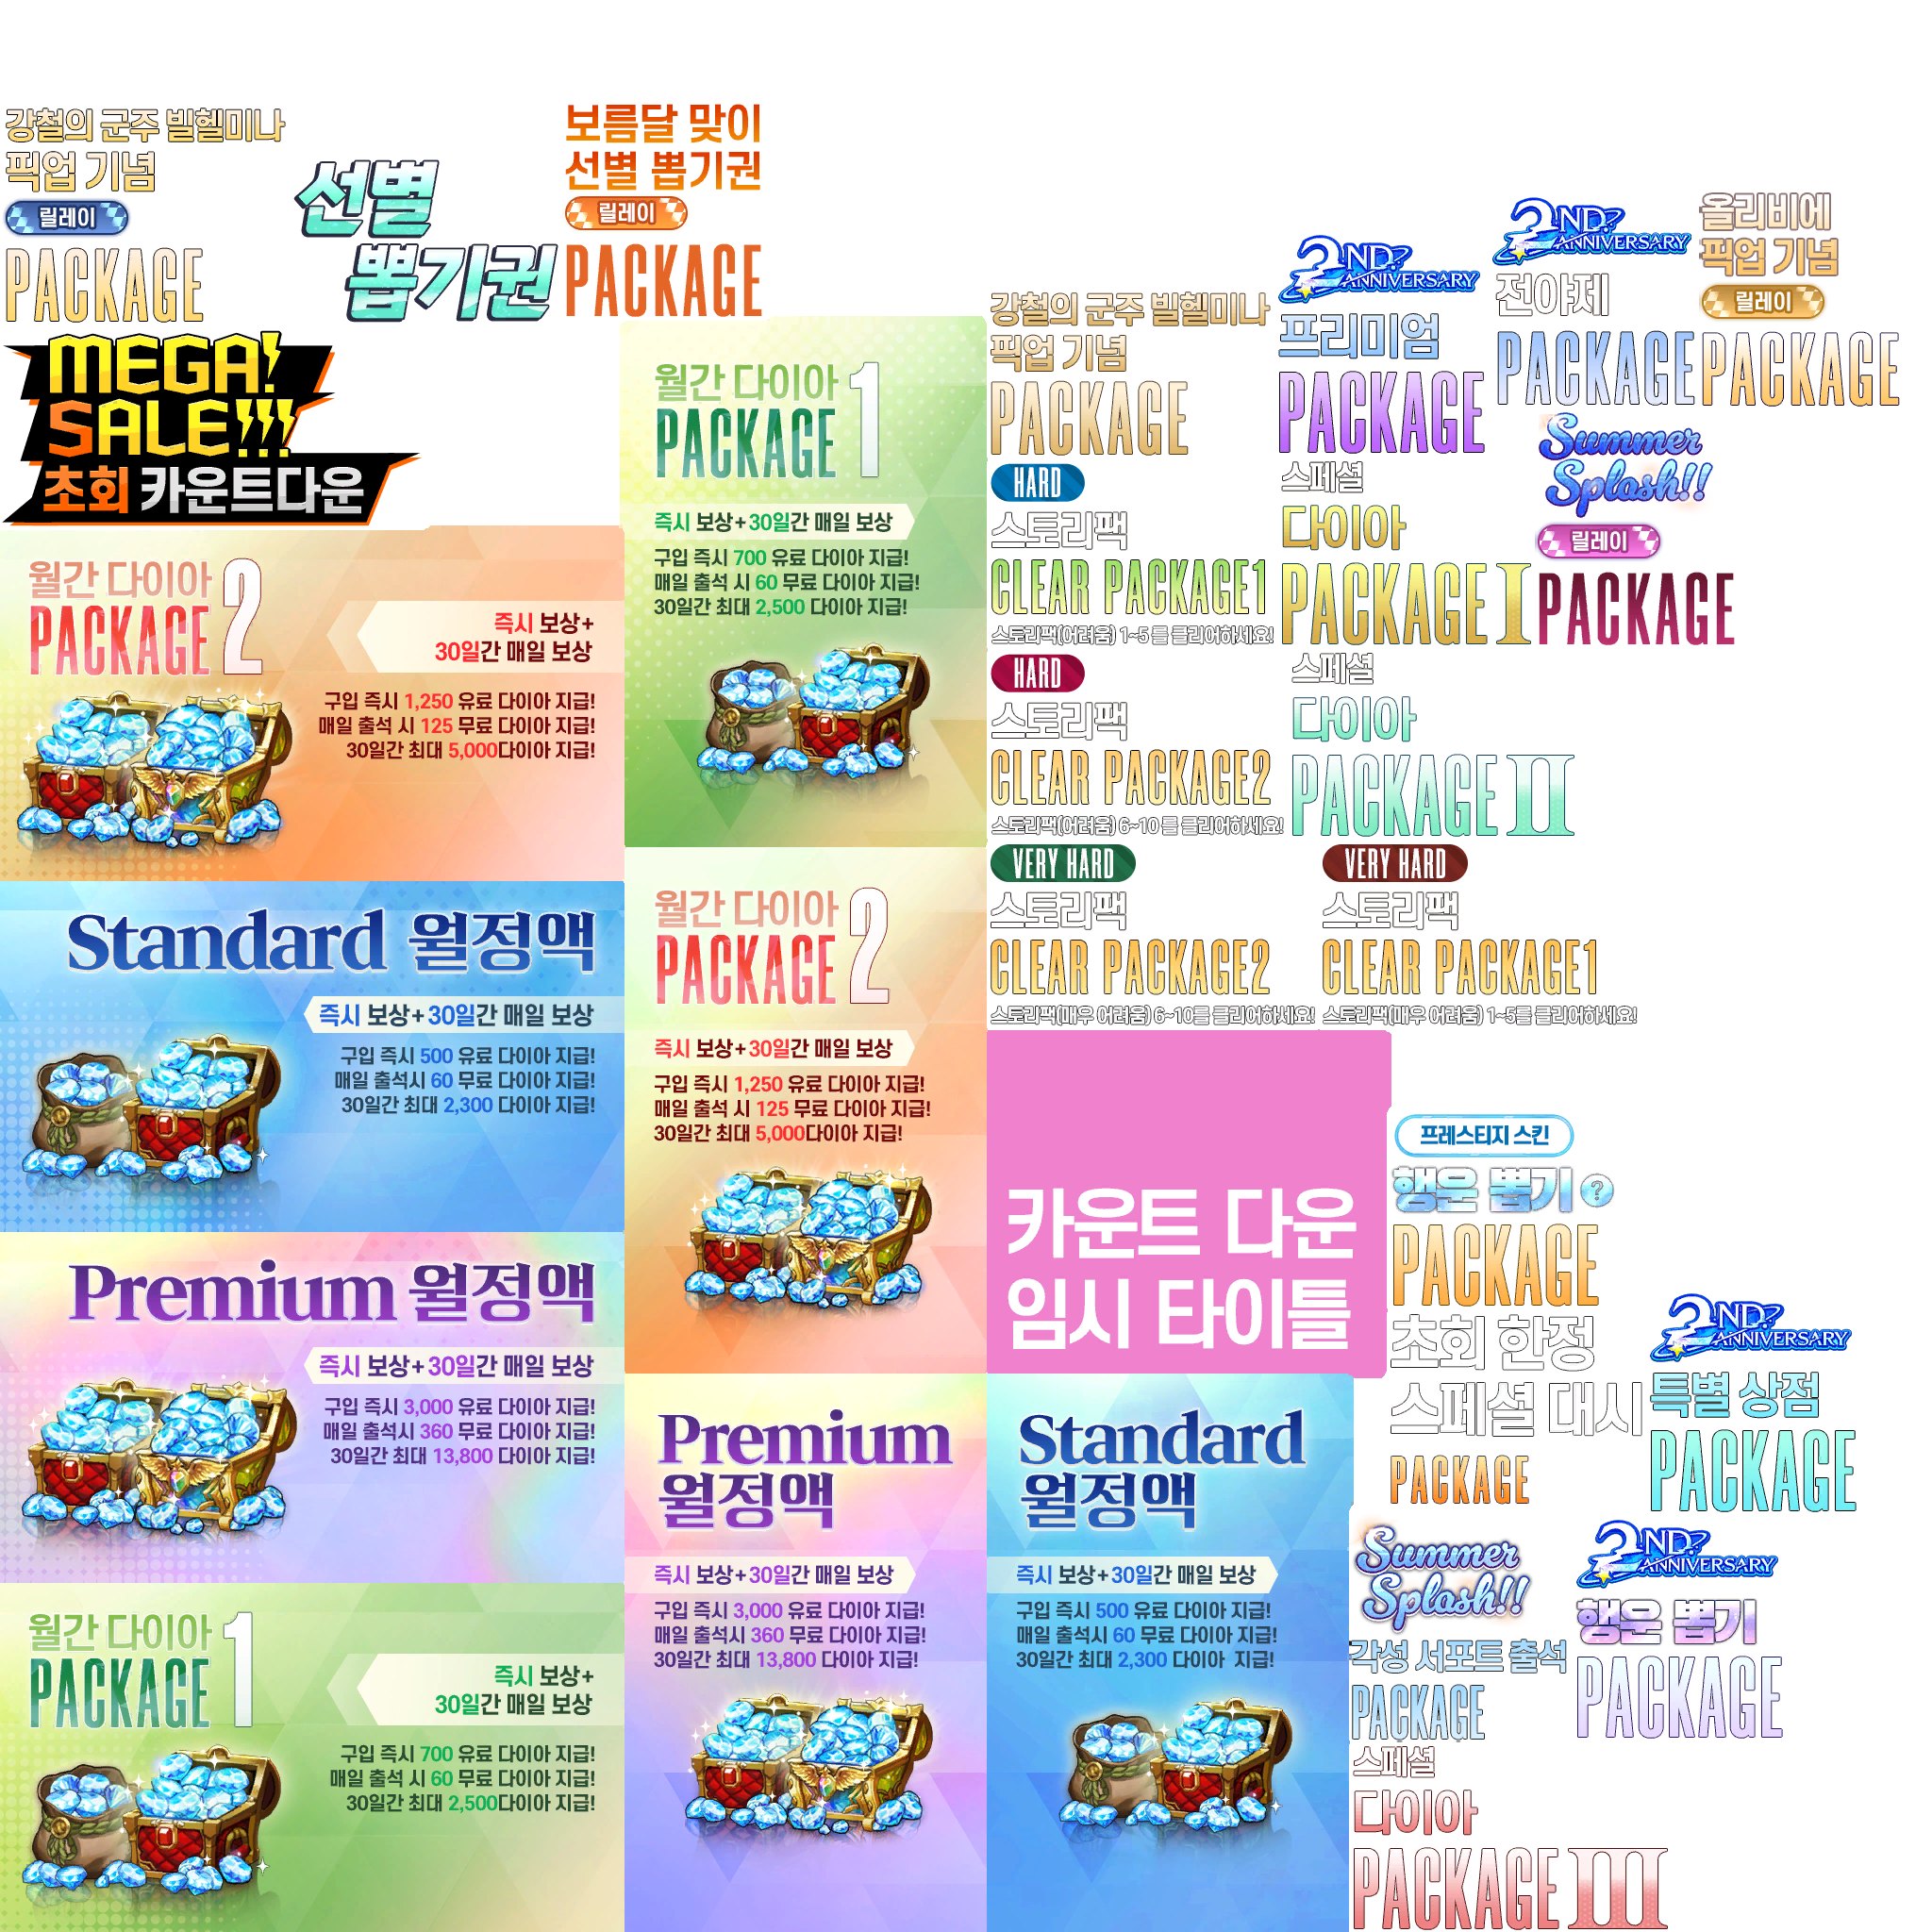 강철의 군주 빌헬미나
픽업 기념
릴레이
PACKAGE
선별
뽑기권
보름달 맞이
선별 뽑기권
릴레이
PACKAGE
MEGA!
SALE!!!
초회 카운트다운
월간 다이아
PACKAGE 1
즉시 보상+30일간 매일 보상
구입 즉시 700 유료 다이아 지급!
매일 출석 시 60 무료 다이아 지급!
30일간 최대 2,500 다이아 지급!
강철의 군주 빌헬미나
픽업 기념
PACKAGE
2ND
ANNIVERSARY
프리미엄
PACKAGE
2ND
ANNIVERSARY
전야제
PACKAGE
올리비에
픽업 기념
릴레이
PACKAGE
HARD
스토리팩
CLEAR PACKAGE1
스토리팩(어려움) 1~5 를 클리어하세요!
스페셜
다이아
PACKAGE I
Summer
Splash!!
릴레이
PACKAGE
월간 다이아
PACKAGE 2
즉시 보상+
30일간 매일 보상
구입 즉시 1,250 유료 다이아 지급!
매일 출석 시 125 무료 다이아 지급!
30일간 최대 5,000다이아 지급!
HARD
스토리팩
CLEAR PACKAGE2
스토리팩(어려움) 6~10 를 클리어하세요!
스페셜
다이아
PACKAGE II
VERY HARD
스토리팩
CLEAR PACKAGE2
스토리팩(매우 어려움) 6~10를 클리어하세요!
VERY HARD
스토리팩
CLEAR PACKAGE1
스토리팩(매우 어려움) 1~5를 클리어하세요!
Standard 월정액
즉시 보상+30일간 매일 보상
구입 즉시 500 유료 다이아 지급!
매일 출석시 60 무료 다이아 지급!
30일간 최대 2,300 다이아 지급!
월간 다이아
PACKAGE 2
즉시 보상+30일간 매일 보상
구입 즉시 1,250 유료 다이아 지급!
매일 출석 시 125 무료 다이아 지급!
30일간 최대 5,000다이아 지급!
카운트 다운
임시 타이틀
프레스티지 스킨
행운 뽑기 ?
PACKAGE
초회 한정
스페셜 대시
PACKAGE
2ND
ANNIVERSARY
특별 상점
PACKAGE
Premium 월정액
즉시 보상+30일간 매일 보상
구입 즉시 3,000 유료 다이아 지급!
매일 출석시 360 무료 다이아 지급!
30일간 최대 13,800 다이아 지급!
Premium
월정액
즉시 보상+30일간 매일 보상
구입 즉시 3,000 유료 다이아 지급!
매일 출석시 360 무료 다이아 지급!
30일간 최대 13,800 다이아 지급!
Standard
월정액
즉시 보상+30일간 매일 보상
구입 즉시 500 유료 다이아 지급!
매일 출석시 60 무료 다이아 지급!
30일간 최대 2,300 다이아 지급!
Summer
Splash!!
각성 서포트 출석
PACKAGE
2ND
ANNIVERSARY
행운 뽑기
PACKAGE
월간 다이아
PACKAGE 1
즉시 보상+
30일간 매일 보상
구입 즉시 700 유료 다이아 지급!
매일 출석 시 60 무료 다이아 지급!
30일간 최대 2,500다이아 지급!
스페셜
다이아
PACKAGE III